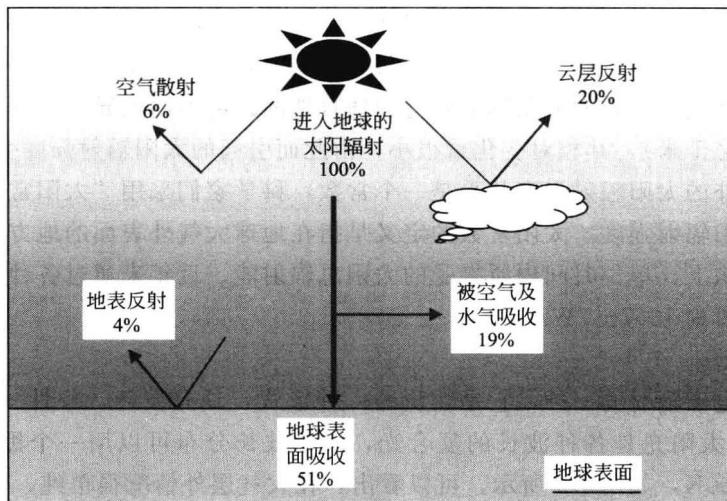 空气散射
6%
进入地球的
太阳辐射
100%
云层反射
20%
地表反射
4%
被空气及
水气吸收
19%
地球表
面吸收
51%
地球表面